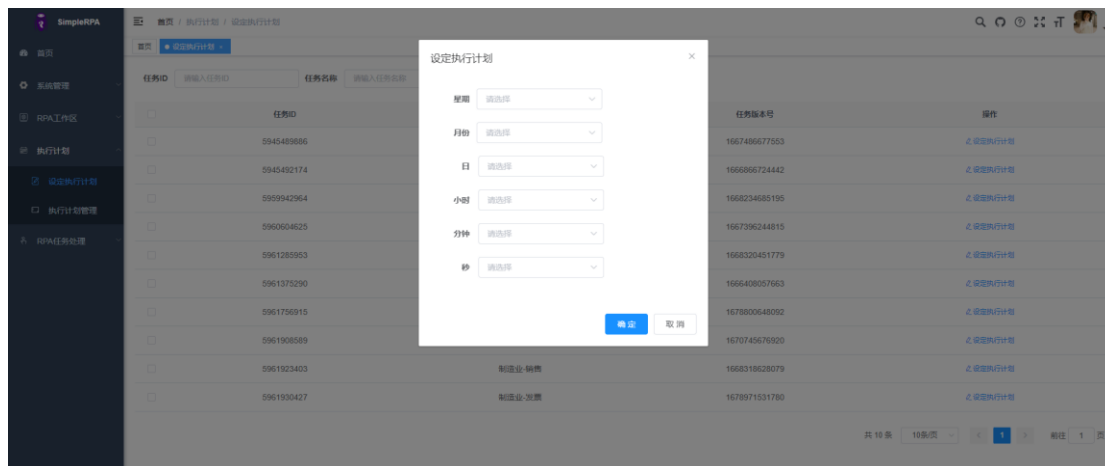 SimpleRPA
首页 / 执行计划 / 设定执行计划
首页
系统管理
RPA工作区
执行计划
设定执行计划
执行计划管理
RPA任务处理
首页 • 设定执行计划 ×
任务ID 请输入任务ID 任务名称 请输入任务名称
任务ID 任务版本号 操作
5945489886 1667486677553 设定执行计划
5945492174 1666866724442 设定执行计划
5959942964 1668234685195 设定执行计划
5960604625 1667396244815 设定执行计划
5961285953 1668320451779 设定执行计划
5961375290 1666408057663 设定执行计划
5961756915 1678800648092 设定执行计划
5961908589 1670745676920 设定执行计划
5961923403 制造业-销售 1668318628079 设定执行计划
5961930427 制造业-发票 1678971531780 设定执行计划
共 10 条 10条/页 1 前往 1 页
设定执行计划 ×
星期 请选择
月份 请选择
日 请选择
小时 请选择
分钟 请选择
秒 请选择
确 定 取 消